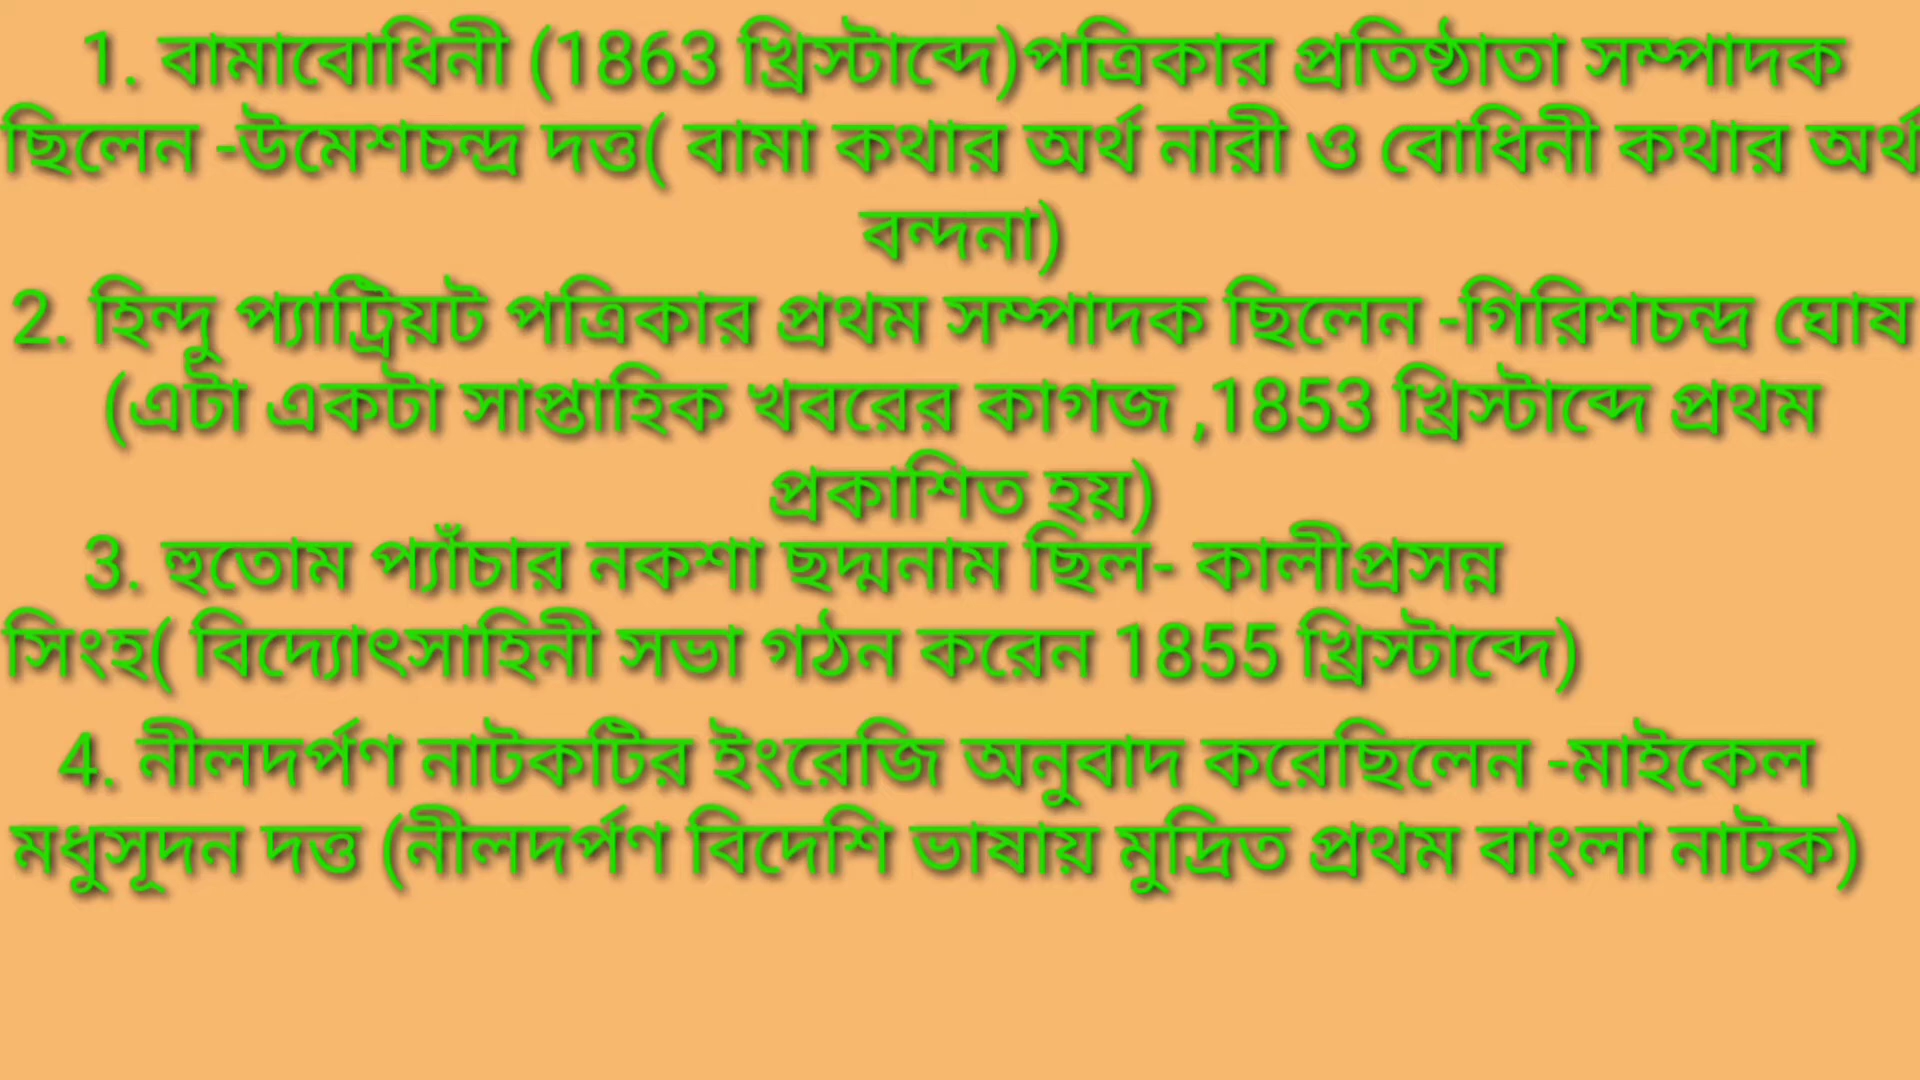 1. বামাবোধিনী (1863 খ্রিস্টাব্দে)পত্রিকার প্রতিষ্ঠাতা সম্পাদক
ছিলেন -উমেশচন্দ্র দত্ত( বামা কথার অর্থ নারী ও বোধিনী কথার অর্থ
বন্দনা)
2. হিন্দু প্যাট্রিয়ট পত্রিকার প্রথম সম্পাদক ছিলেন -গিরিশচন্দ্র ঘোষ
(এটা একটা সাপ্তাহিক খবরের কাগজ ,1853 খ্রিস্টাব্দে প্রথম
প্রকাশিত হয়)
3. হুতোম প্যাঁচার নকশা ছদ্মনাম ছিল- কালীপ্রসন্ন
সিংহ( বিদ্যোৎসাহিনী সভা গঠন করেন 1855 খ্রিস্টাব্দে)
4. নীলদর্পণ নাটকটির ইংরেজি অনুবাদ করেছিলেন -মাইকেল
মধুসূদন দত্ত (নীলদর্পণ বিদেশি ভাষায় মুদ্রিত প্রথম বাংলা নাটক)